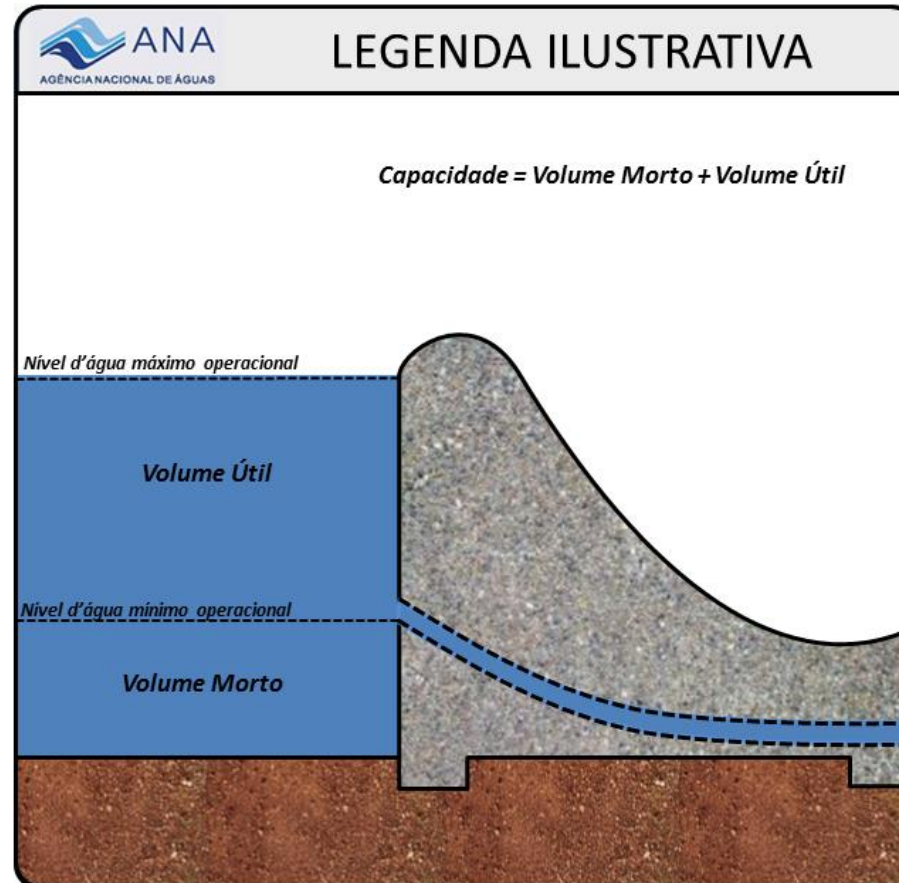 ANA
AGÊNCIA NACIONAL DE ÁGUAS
LEGENDA ILUSTRATIVA
Capacidade = Volume Morto + Volume Útil
Nível d'água máximo operacional
Volume Útil
Nível d'água mínimo operacional
Volume Morto